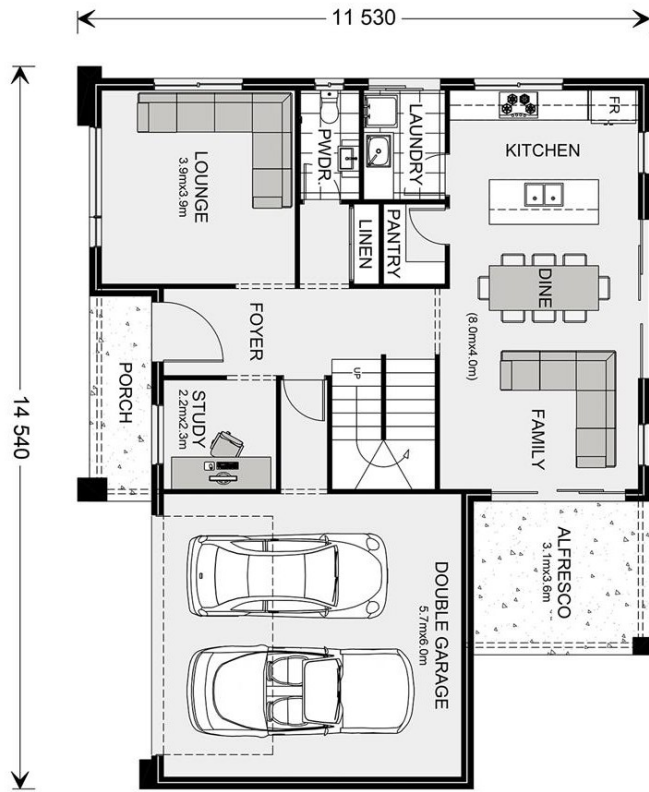 11 530
14 540
LOUNGE
3.9mx3.9m
PWDR
LAUNDRY
FR
KITCHEN
LINEN
PANTRY
DINE
(8.0mx4.0m)
FAMILY
FOYER
PORCH
UP
STUDY
2.2mx2.3m
DOUBLE GARAGE
5.7mx6.0m
ALFRESCO
3.1mx3.6m